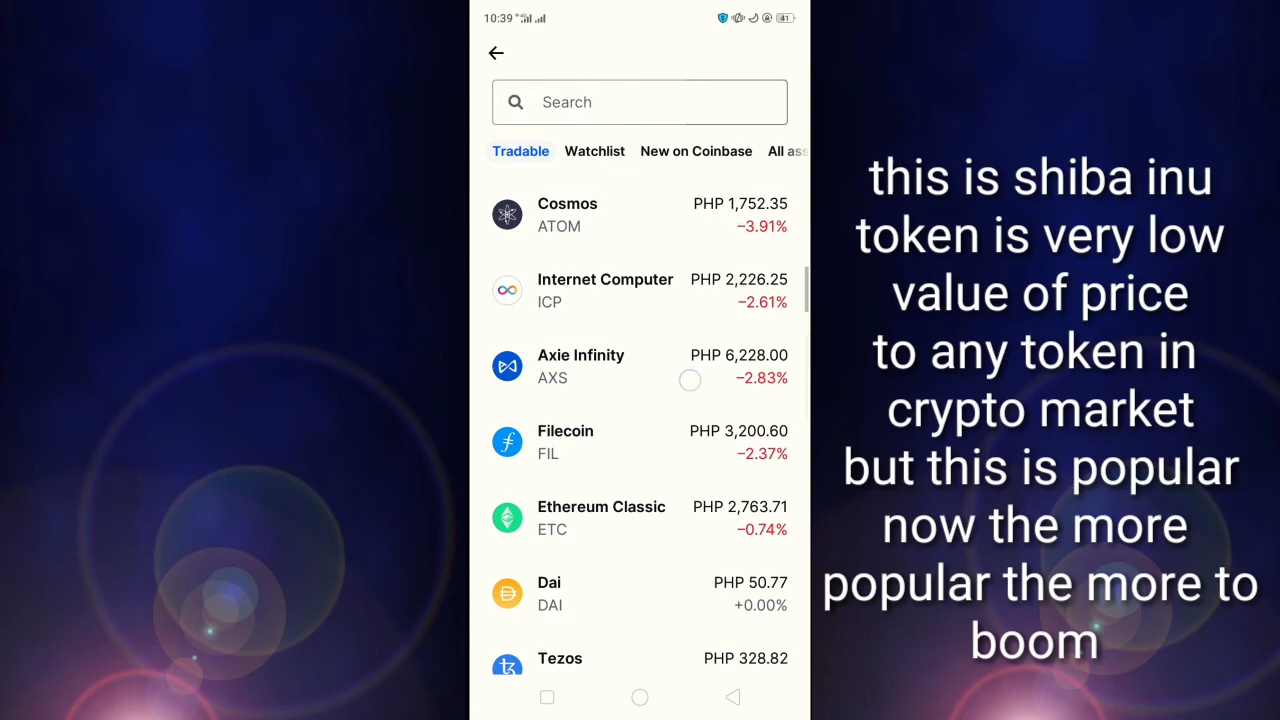 10:39
41
Search
Tradable Watchlist New on Coinbase All ass
Cosmos PHP 1,752.35
ATOM –3.91%
Internet Computer PHP 2,226.25
ICP –2.61%
Axie Infinity PHP 6,228.00
AXS –2.83%
Filecoin PHP 3,200.60
FIL –2.37%
Ethereum Classic PHP 2,763.71
ETC –0.74%
Dai PHP 50.77
DAI +0.00%
Tezos PHP 328.82
this is shiba inu
token is very low
value of price
to any token in
crypto market
but this is popular
now the more
popular the more to
boom